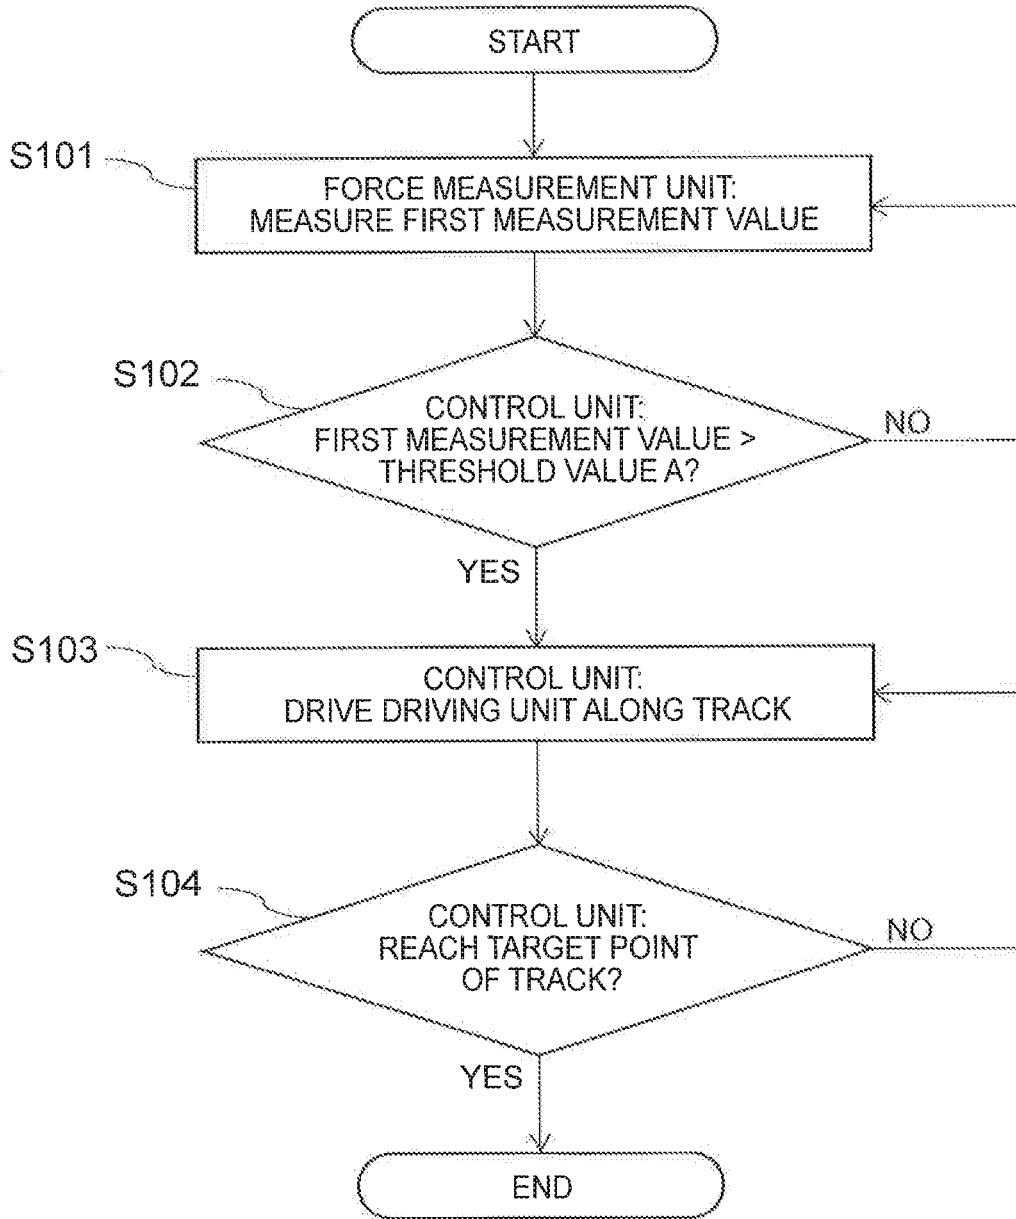 START
S101
FORCE MEASUREMENT UNIT:
MEASURE FIRST MEASUREMENT VALUE
S102
CONTROL UNIT:
FIRST MEASUREMENT VALUE >
THRESHOLD VALUE A?
NO
YES
S103
CONTROL UNIT:
DRIVE DRIVING UNIT ALONG TRACK
S104
CONTROL UNIT:
REACH TARGET POINT
OF TRACK?
NO
YES
END